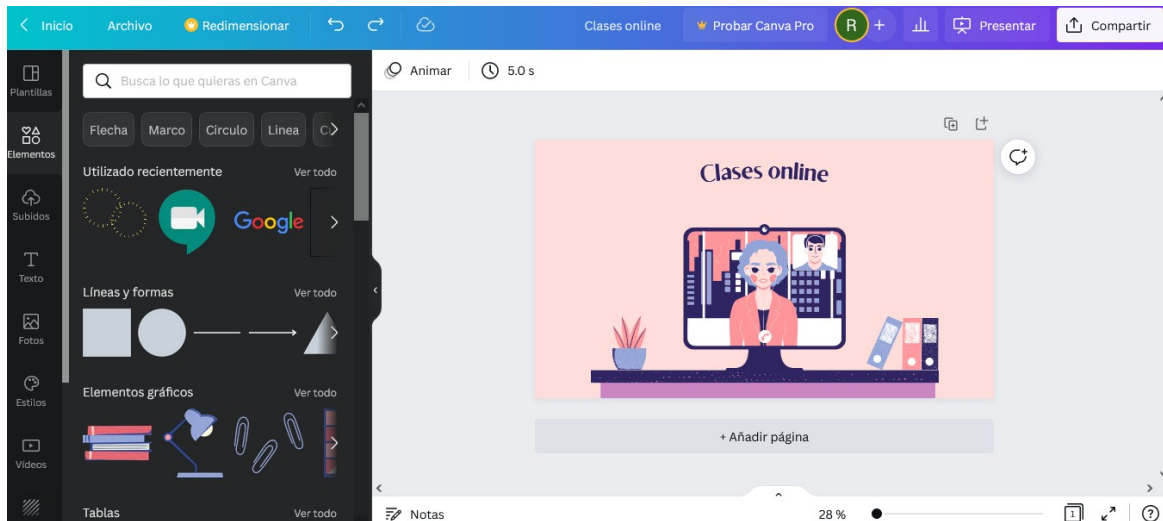 Inicio Archivo Redimensionar Clases online Probar Canva Pro R + Presentar Compartir
Plantillas
Elementos
Subidos
Texto
Fotos
Estilos
Vídeos
Busca lo que quieras en Canva
Flecha Marco Circulo Linea
Utilizado recientemente Ver todo
Google
Líneas y formas Ver todo
Elementos gráficos Ver todo
Tablas Ver todo
Animar 5.0 s
Clases online
+ Añadir página
Notas 28 % 1 ?